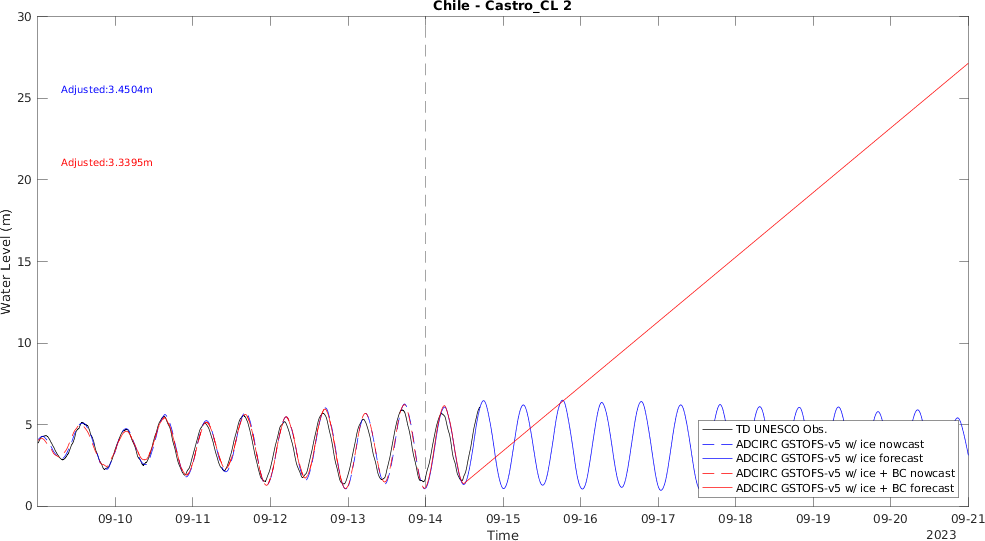 Chile - Castro_CL 2
30
25
20
15
10
5
0
Water Level (m)
Adjusted:3.4504m
Adjusted:3.3395m
TD UNESCO Obs.
ADCIRC GSTOFS-v5 w/ ice nowcast
ADCIRC GSTOFS-v5 w/ ice forecast
ADCIRC GSTOFS-v5 w/ ice + BC nowcast
ADCIRC GSTOFS-v5 w/ ice + BC forecast
09-10 09-11 09-12 09-13 09-14 09-15 09-16 09-17 09-18 09-19 09-20 09-21
Time
2023